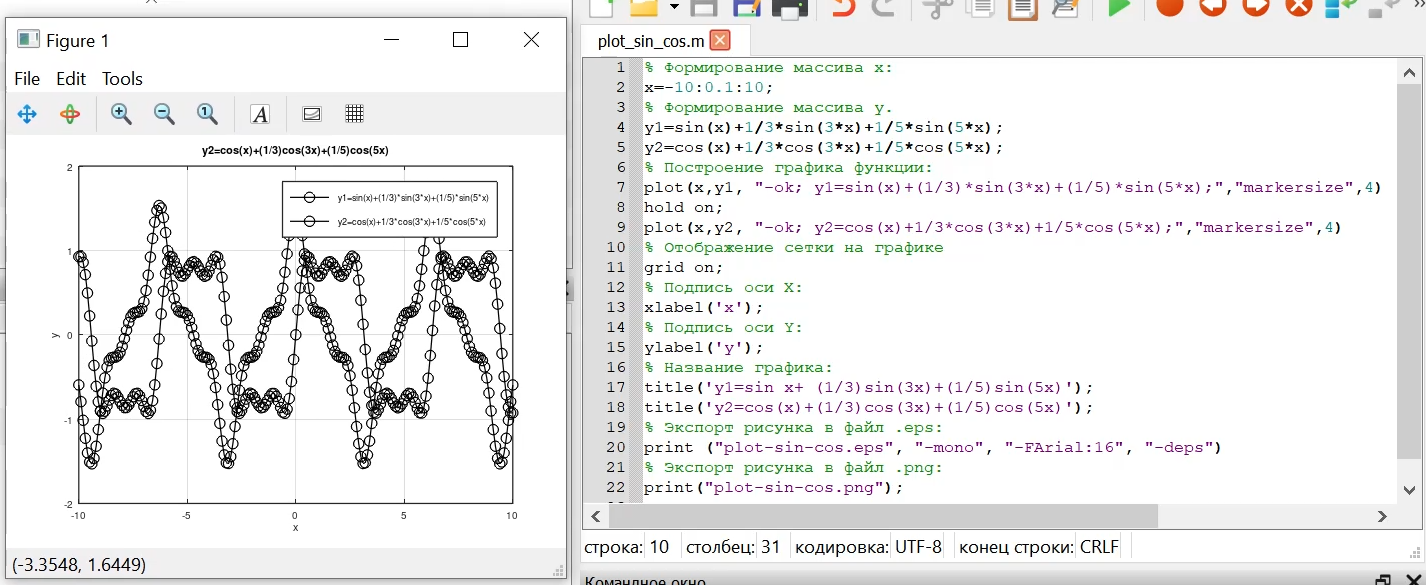 Figure 1
File Edit Tools
y2=cos(x)+(1/3)cos(3x)+(1/5)cos(5x)
y1=sin(x)+(1/3)*sin(3*x)+(1/5)*sin(5*x)
y2=cos(x)+1/3*cos(3*x)+1/5*cos(5*x)
2
1
0
-1
-2
y
-10 -5 0 5 10
x
(-3.3548, 1.6449)
plot_sin_cos.m
1 % Формирование массива x:
2 x=-10:0.1:10;
3 % Формирование массива y.
4 y1=sin(x)+1/3*sin(3*x)+1/5*sin(5*x);
5 y2=cos(x)+1/3*cos(3*x)+1/5*cos(5*x);
6 % Построение графика функции:
7 plot(x,y1, "-ok; y1=sin(x)+(1/3)*sin(3*x)+(1/5)*sin(5*x);","markersize",4)
8 hold on;
9 plot(x,y2, "-ok; y2=cos(x)+1/3*cos(3*x)+1/5*cos(5*x);","markersize",4)
10 % Отображение сетки на графике
11 grid on;
12 % Подпись оси X:
13 xlabel('x');
14 % Подпись оси Y:
15 ylabel('y');
16 % Название графика:
17 title('y1=sin x+ (1/3)sin(3x)+(1/5)sin(5x)');
18 title('y2=cos(x)+(1/3)cos(3x)+(1/5)cos(5x)');
19 % Экспорт рисунка в файл .eps:
20 print ("plot-sin-cos.eps", "-mono", "-FArial:16", "-deps")
21 % Экспорт рисунка в файл .png:
22 print("plot-sin-cos.png");
строка: 10 столбец: 31 кодировка: UTF-8 конец строки: CRLF
Командное окно